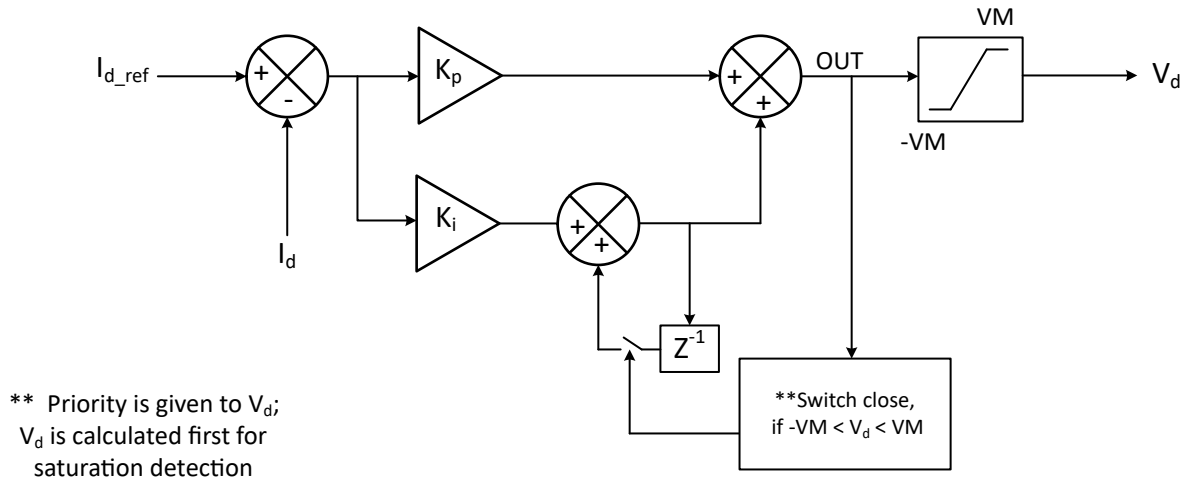 VM
I_d_ref
+
-
K_p
+
+
OUT
V_d
-VM
K_i
+
+
I_d
Z^-1
** Priority is given to V_d;
V_d is calculated first for
saturation detection
**Switch close,
if -VM < V_d < VM